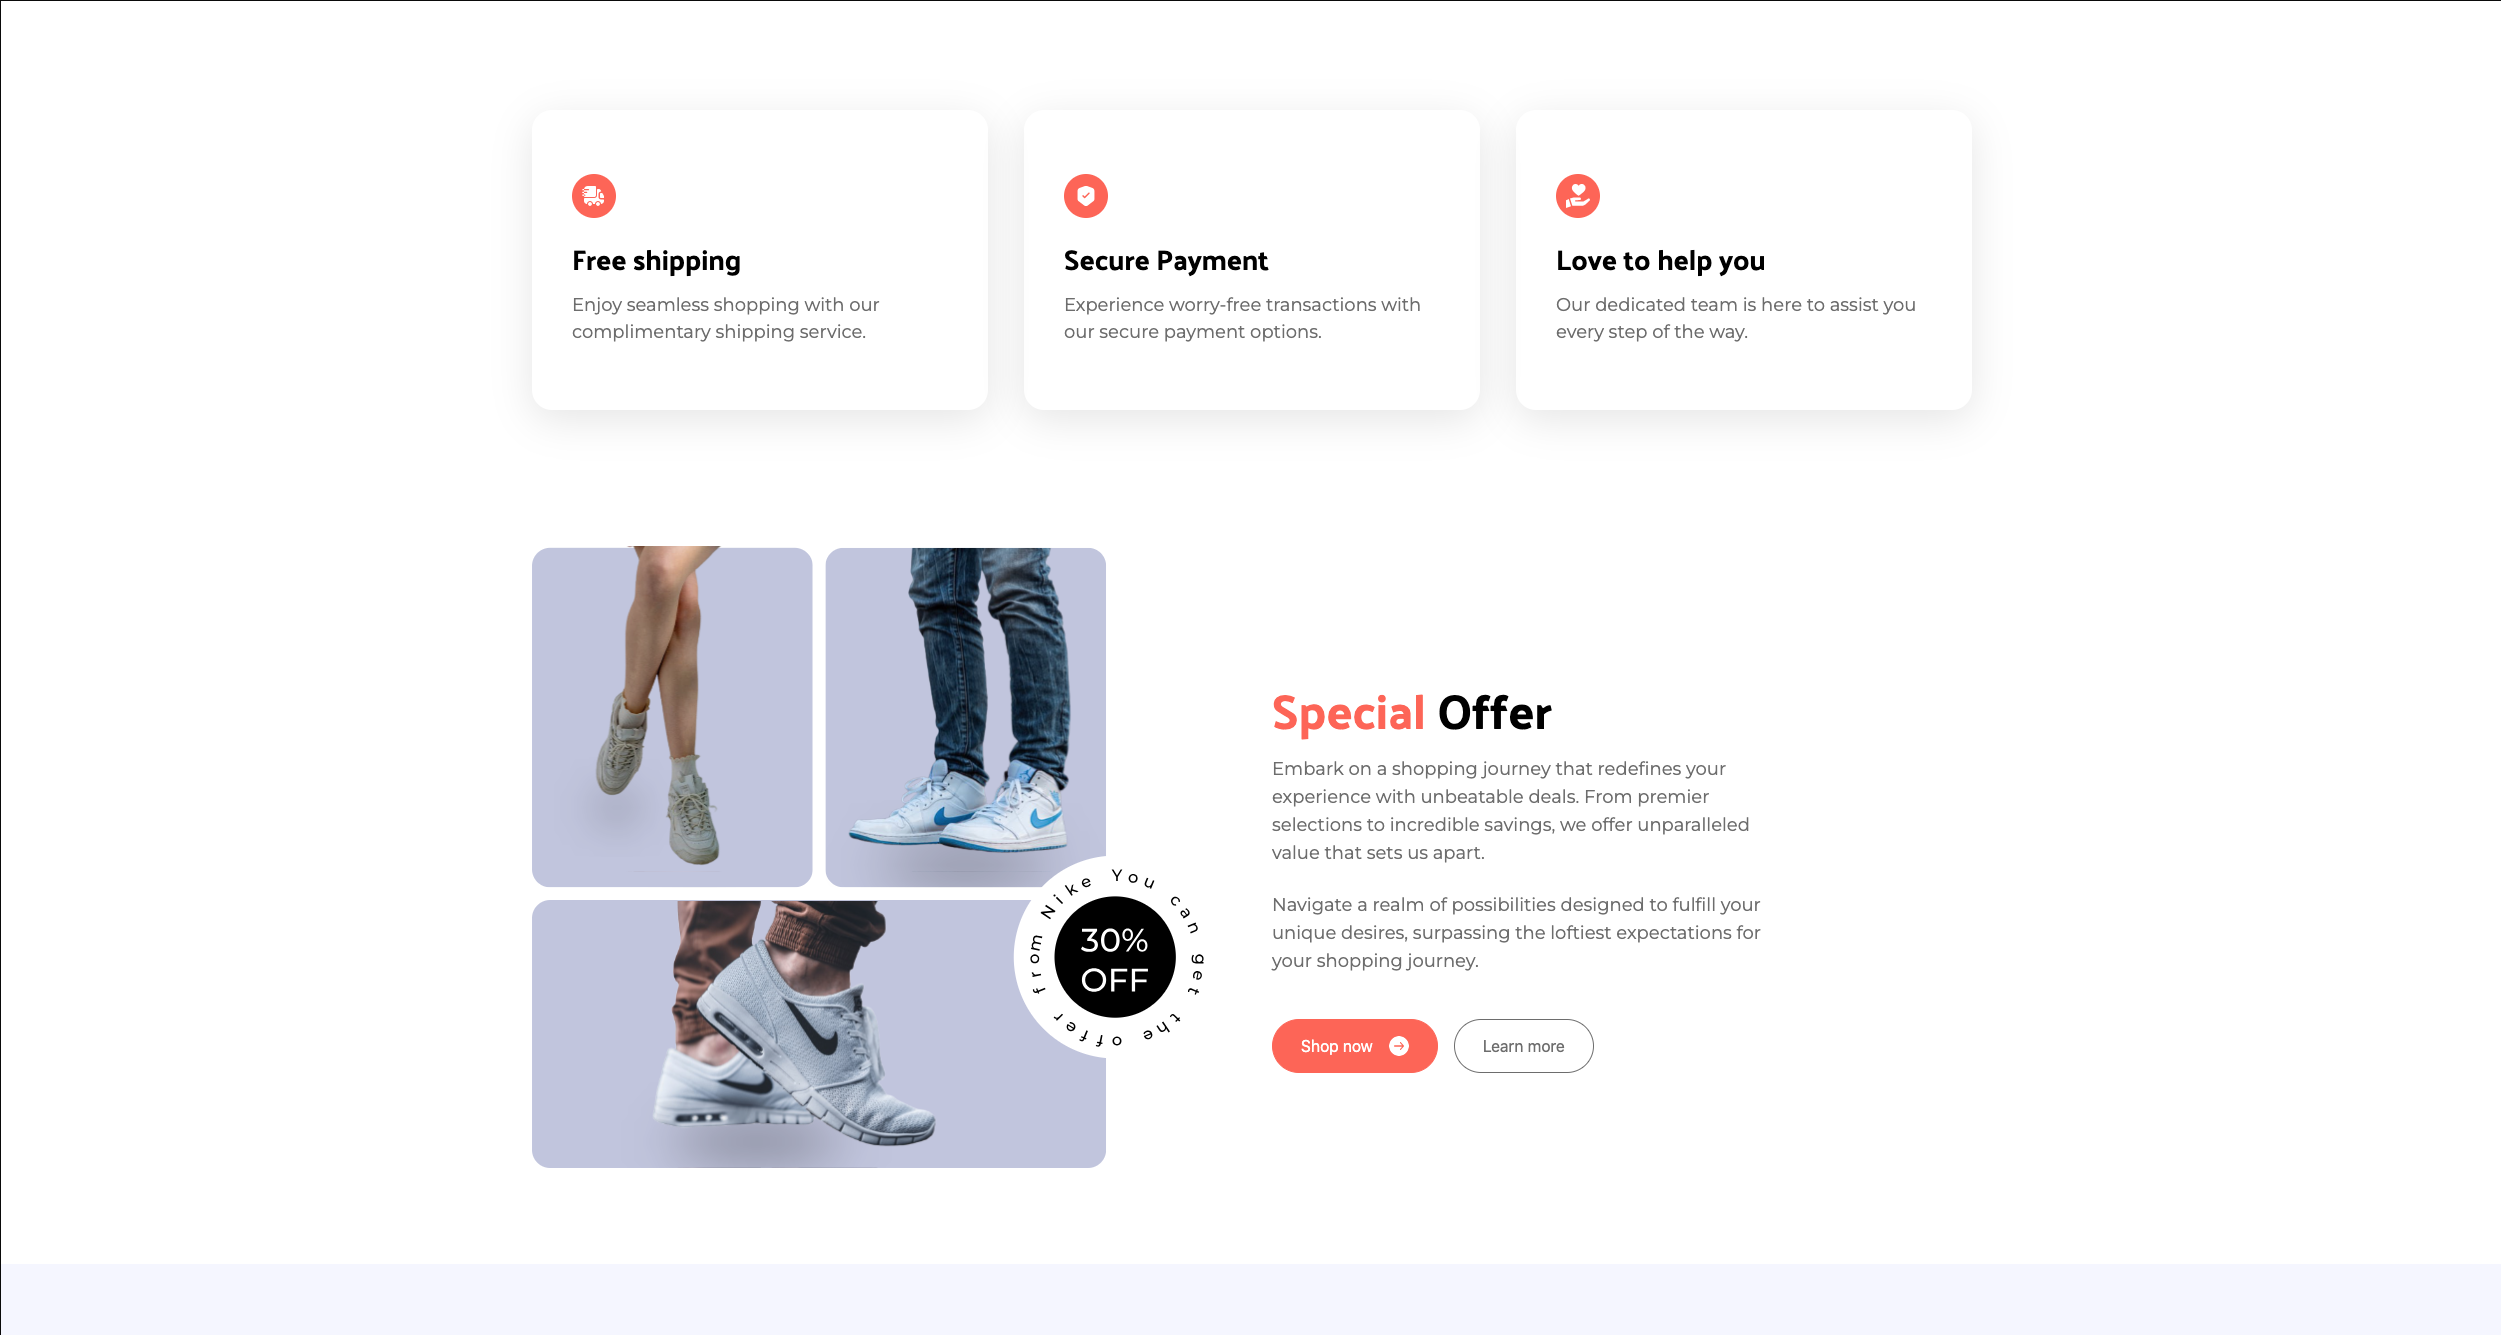 Free shipping
Enjoy seamless shopping with our
complimentary shipping service.
Secure Payment
Experience worry-free transactions with
our secure payment options.
Love to help you
Our dedicated team is here to assist you
every step of the way.
You can get the offer from Nike
30%
OFF
Special Offer
Embark on a shopping journey that redefines your
experience with unbeatable deals. From premier
selections to incredible savings, we offer unparalleled
value that sets us apart.
Navigate a realm of possibilities designed to fulfill your
unique desires, surpassing the loftiest expectations for
your shopping journey.
Shop now
Learn more